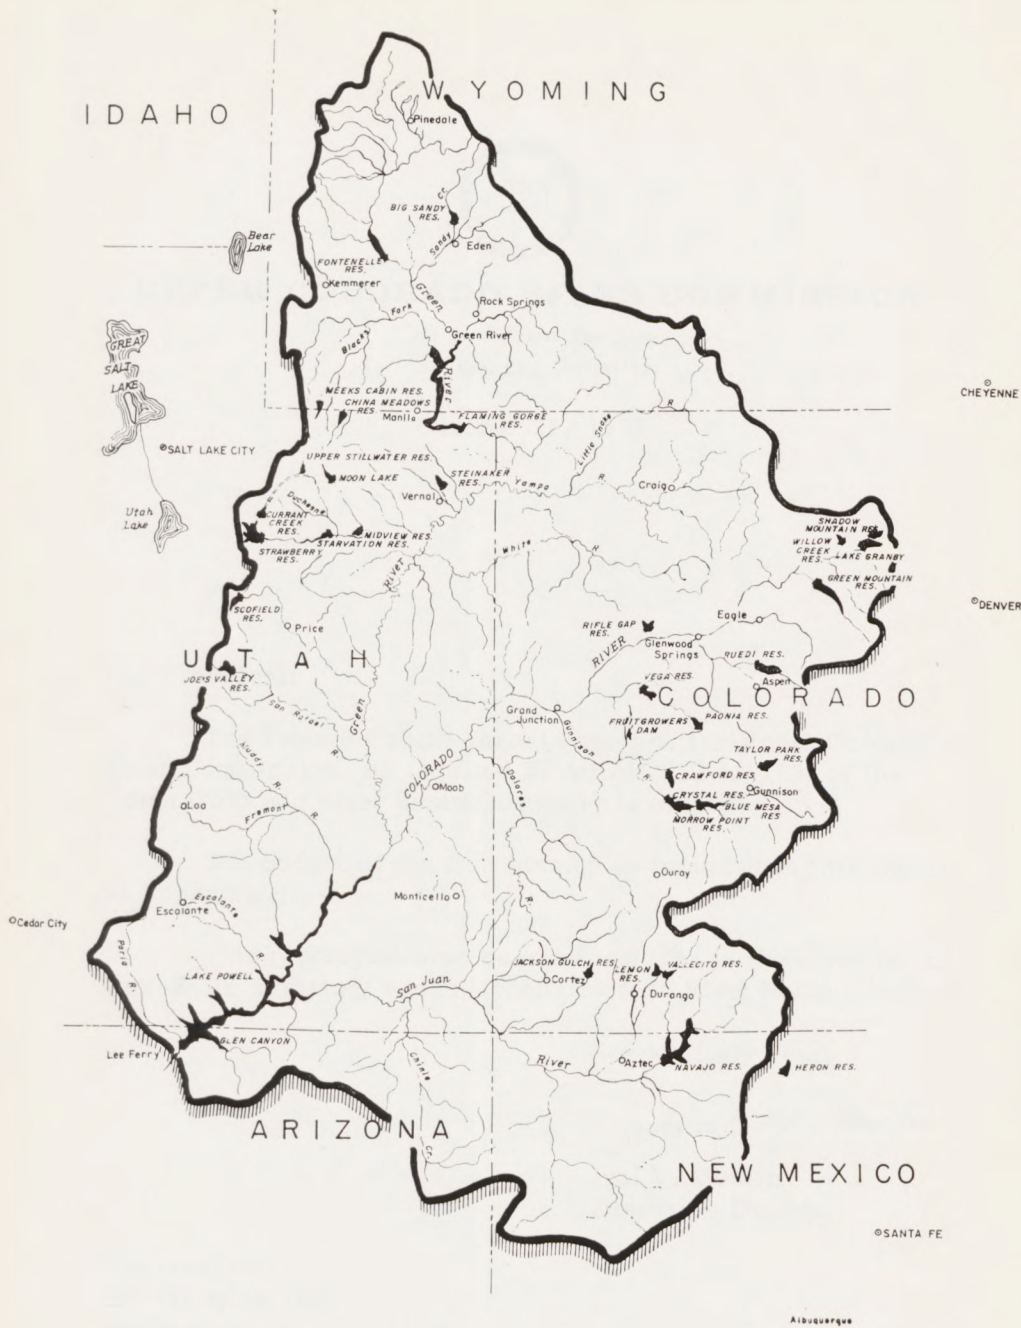 WYOMING
IDAHO
Pinedale
BIG SANDY
RES.
Cr.
Sandy
Eden
Bear
Lake
FONTENELLE
RES.
Kemmerer
Green
Rock Springs
Fork
Blacks
Green River
River
GREAT
SALT
LAKE
CHEYENNE
MEEKS CABIN RES.
CHINA MEADOWS
RES.
Manila
FLAMING GORGE
RES.
Little Snake
R.
SALT LAKE CITY
UPPER STILLWATER RES.
MOON LAKE
STEINAKER
RES.
Yampa
R.
Craig
Vernal
Duchesne
R.
Utah
Lake
CURRANT
CREEK
RES.
MIDVIEW RES.
STARVATION RES.
STRAWBERRY
RES.
SHADOW
MOUNTAIN RES.
WILLOW
CREEK
RES.
LAKE GRANBY
GREEN MOUNTAIN
RES.
White
R.
River
DENVER
SCOFIELD
RES.
Price
RIFLE GAP
RES.
Eagle
Glenwood
Springs
RIVER
UTAH
JOE'S VALLEY
RES.
RUEDI RES.
Aspen
VEGA RES.
COLORADO
San Rafael
R.
Green
Grand
Junction
Gunnison
FRUITGROWERS
DAM
PAONIA RES.
TAYLOR PARK
RES.
Muddy
R.
COLORADO
Dolores
R.
CRAWFORD RES.
Moab
CRYSTAL RES.
Gunnison
BLUE MESA
RES
MORROW POINT
RES.
Loa
Fremont
R.
Ouray
Monticello
R.
Escalante
Escalante
R.
Cedar City
Paria
R.
LAKE POWELL
JACKSON GULCH RES.
LEMON
RES.
VALLECITO RES.
Cortez
San Juan
Durango
GLEN CANYON
Lee Ferry
Chinle
Cr.
River
Aztec
NAVAJO RES.
HERON RES.
ARIZONA
NEW MEXICO
SANTA FE
Albuquerque